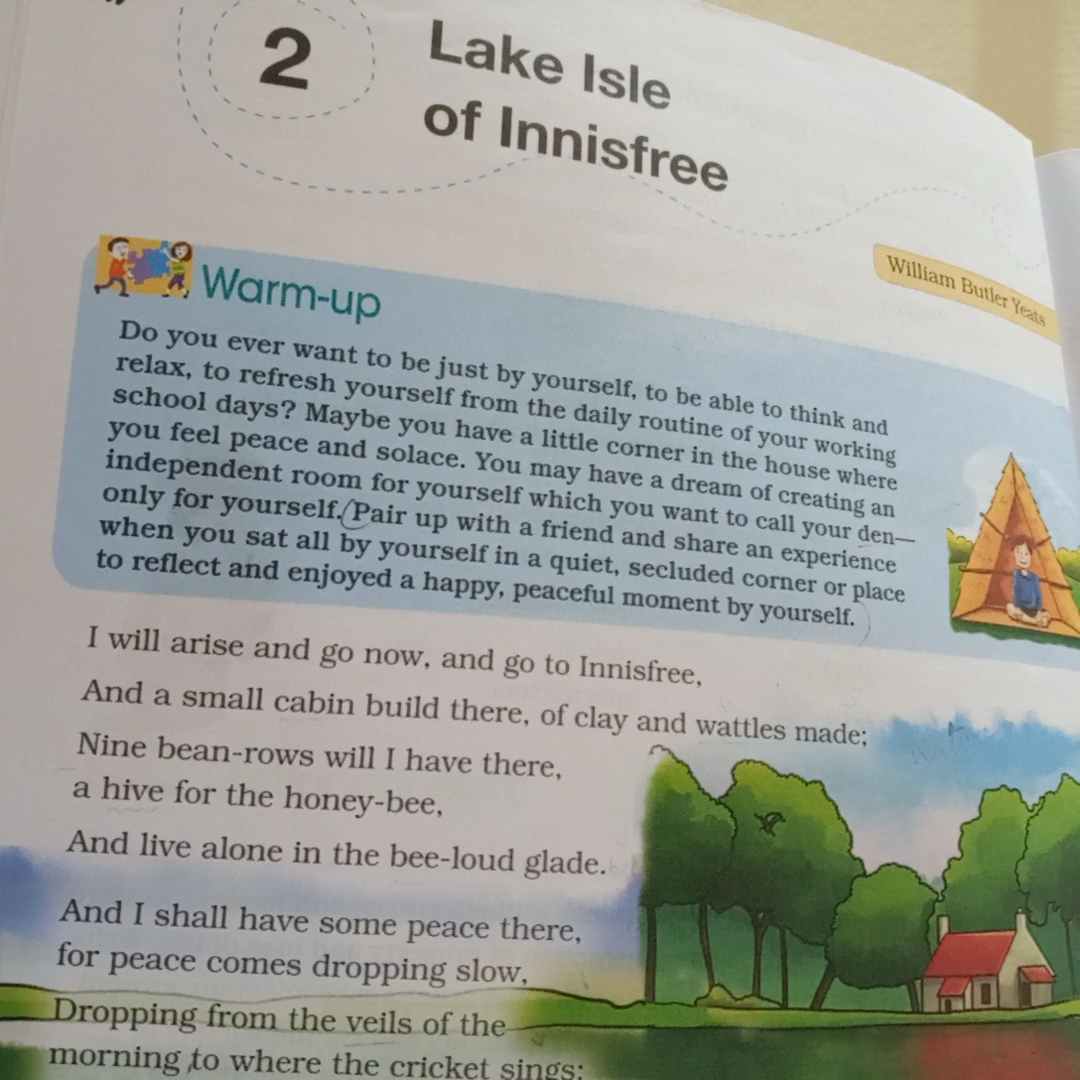 2
Lake Isle
of Innisfree
William Butler Yeats
Warm-up
Do you ever want to be just by yourself, to be able to think and
relax, to refresh yourself from the daily routine of your working
school days? Maybe you have a little corner in the house where
you feel peace and solace. You may have a dream of creating an
independent room for yourself which you want to call your den—
only for yourself. Pair up with a friend and share an experience
when you sat all by yourself in a quiet, secluded corner or place
to reflect and enjoyed a happy, peaceful moment by yourself.
I will arise and go now, and go to Innisfree,
And a small cabin build there, of clay and wattles made;
Nine bean-rows will I have there,
a hive for the honey-bee,
And live alone in the bee-loud glade.
And I shall have some peace there,
for peace comes dropping slow,
Dropping from the veils of the
morning to where the cricket sings;